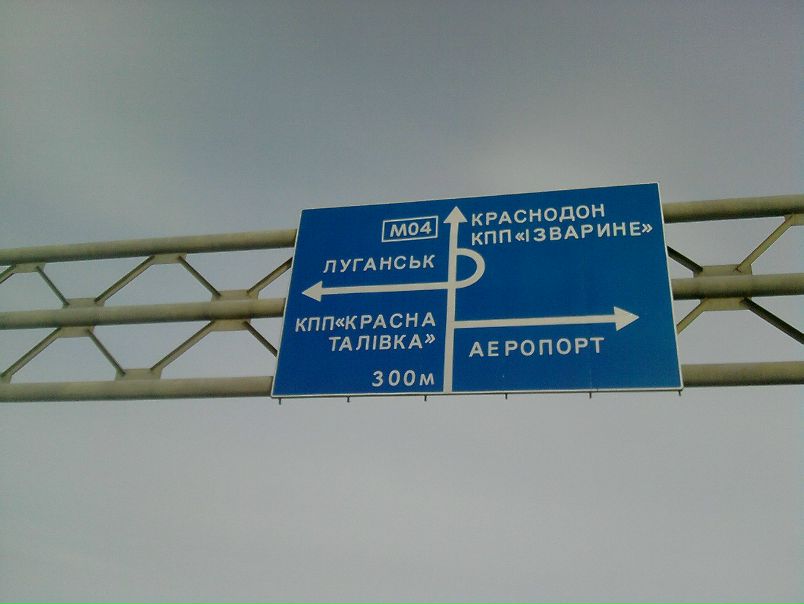 М04
КРАСНОДОН
КПП «ІЗВАРИНЕ»
ЛУГАНСЬК
КПП «КРАСНА
ТАЛІВКА»
АЕРОПОРТ
300м